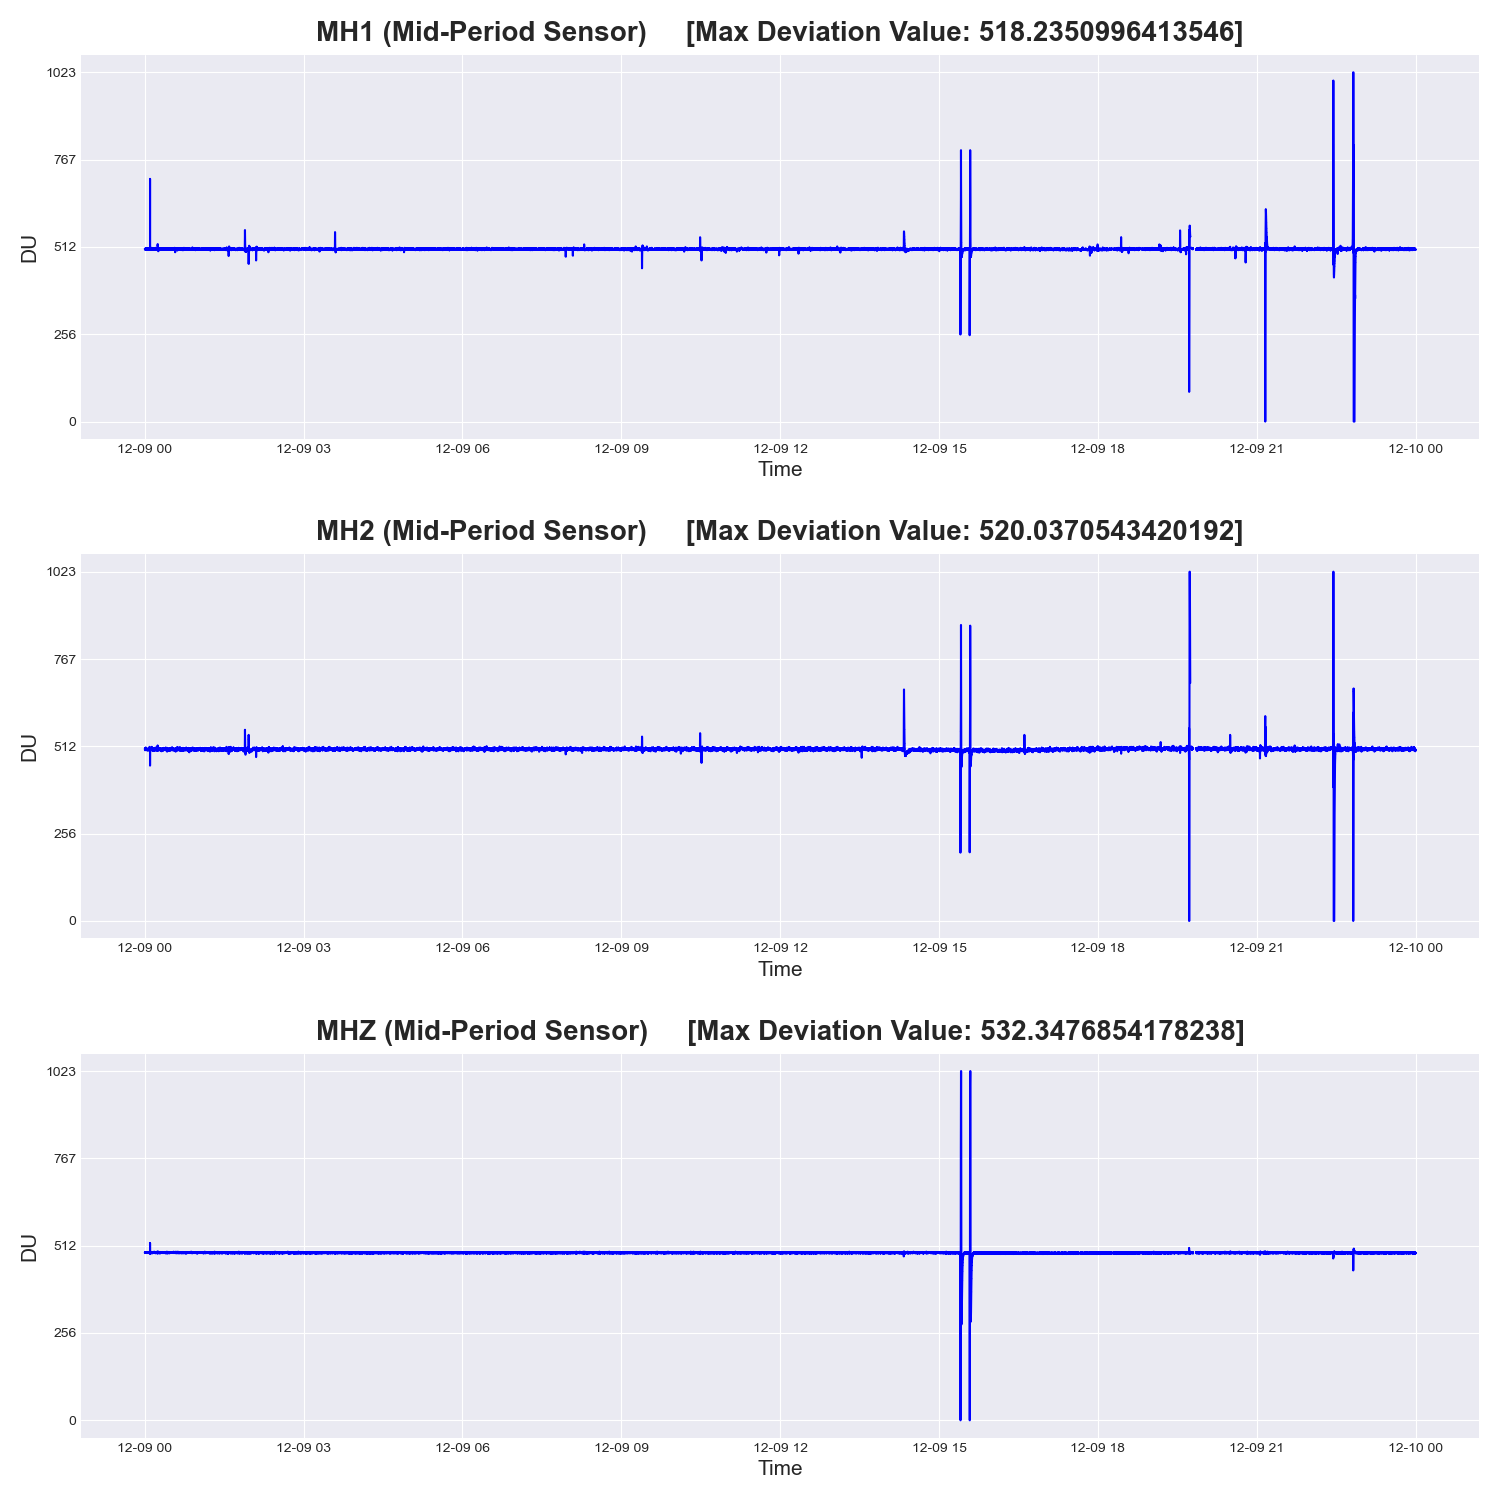 MH1 (Mid-Period Sensor) [Max Deviation Value: 518.2350996413546]
1023
767
512
256
0
DU
12-09 00 12-09 03 12-09 06 12-09 09 12-09 12 12-09 15 12-09 18 12-09 21 12-10 00
Time
MH2 (Mid-Period Sensor) [Max Deviation Value: 520.0370543420192]
1023
767
512
256
0
DU
12-09 00 12-09 03 12-09 06 12-09 09 12-09 12 12-09 15 12-09 18 12-09 21 12-10 00
Time
MHZ (Mid-Period Sensor) [Max Deviation Value: 532.3476854178238]
1023
767
512
256
0
DU
12-09 00 12-09 03 12-09 06 12-09 09 12-09 12 12-09 15 12-09 18 12-09 21 12-10 00
Time